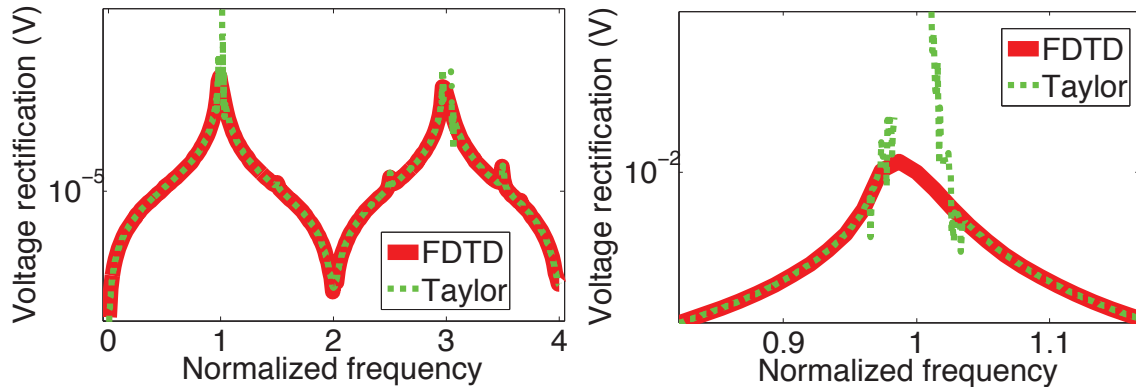 Voltage rectification (V)
10⁻⁵
FDTD
Taylor
0 1 2 3 4
Normalized frequency
Voltage rectification (V)
10⁻²
FDTD
Taylor
0.9 1 1.1
Normalized frequency